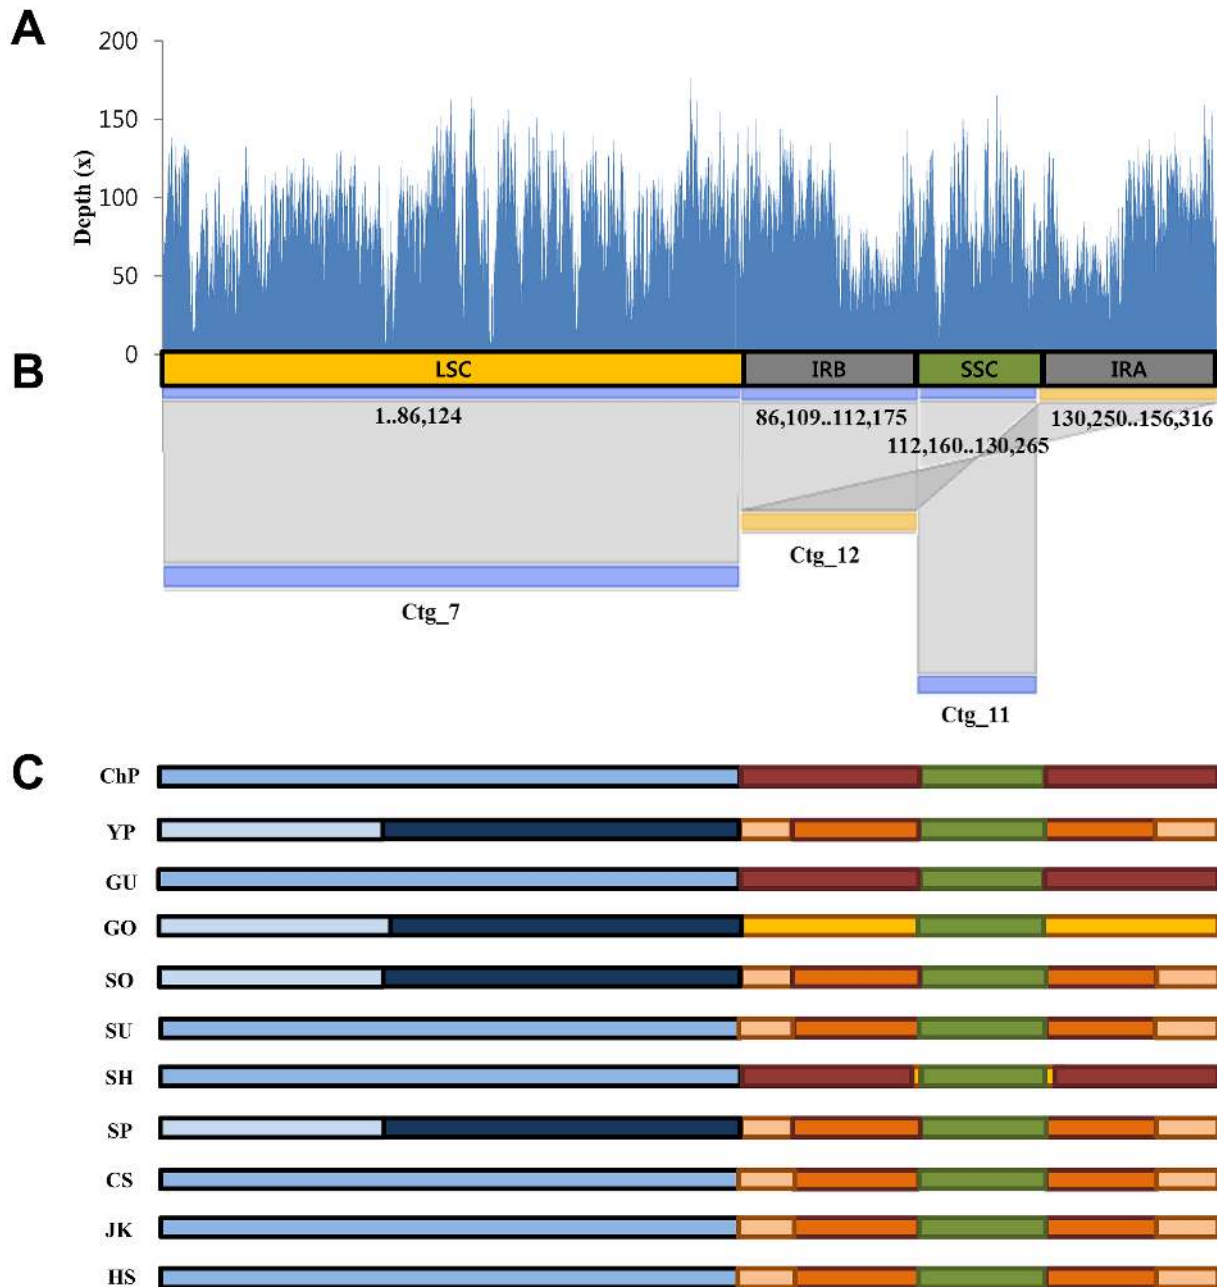 A
200
150
100
50
0
Depth (x)
B
LSC IRB SSC IRA
1..86,124 86,109..112,175 130,250..156,316
112,160..130,265
Ctg_12
Ctg_7
Ctg_11
C
ChP
YP
GU
GO
SO
SU
SH
SP
CS
JK
HS